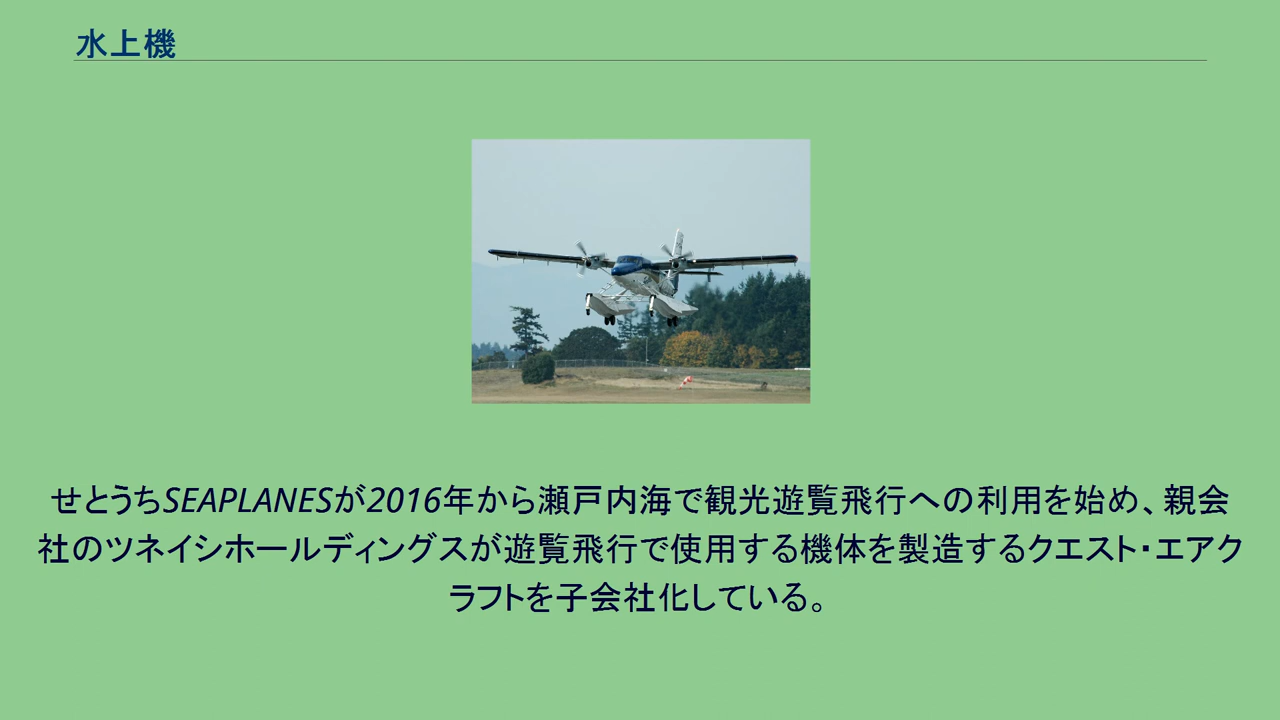 水上機
せとうちSEAPLANESが2016年から瀬戸内海で観光遊覧飛行への利用を始め、親会
社のツネイシホールディングスが遊覧飛行で使用する機体を製造するクエスト・エアク
ラフトを子会社化している。